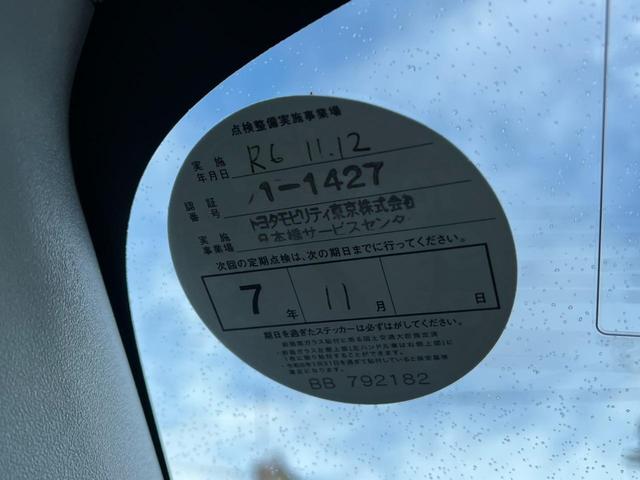 点検整備実施事業場
実施年月日 R6 11.12
認証番号 1-1427
実施事業場 トヨタモビリティ東京株式会社
日本橋サービスセンタ
次回の定期点検は、次の期日までに行ってください。
7年 11月 日
期日を過ぎたステッカーは必ずはがしてください。
BB 792182